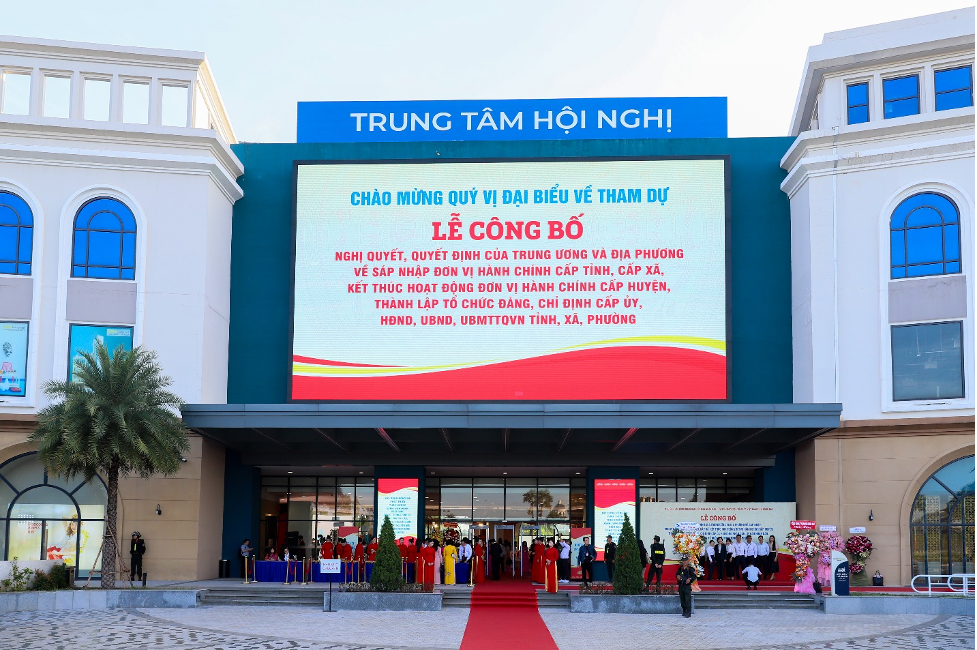 TRUNG TÂM HỘI NGHỊ
CHÀO MỪNG QUÝ VỊ ĐẠI BIỂU VỀ THAM DỰ
LỄ CÔNG BỐ
NGHỊ QUYẾT, QUYẾT ĐỊNH CỦA TRUNG ƯƠNG VÀ ĐỊA PHƯƠNG
VỀ SÁP NHẬP ĐƠN VỊ HÀNH CHÍNH CẤP TỈNH, CẤP XÃ,
KẾT THÚC HOẠT ĐỘNG ĐƠN VỊ HÀNH CHÍNH CẤP HUYỆN,
THÀNH LẬP TỔ CHỨC ĐẢNG, CHỈ ĐỊNH CẤP ỦY,
HĐND, UBND, UBMTTQVN TỈNH, XÃ, PHƯỜNG
LỄ CÔNG BỐ